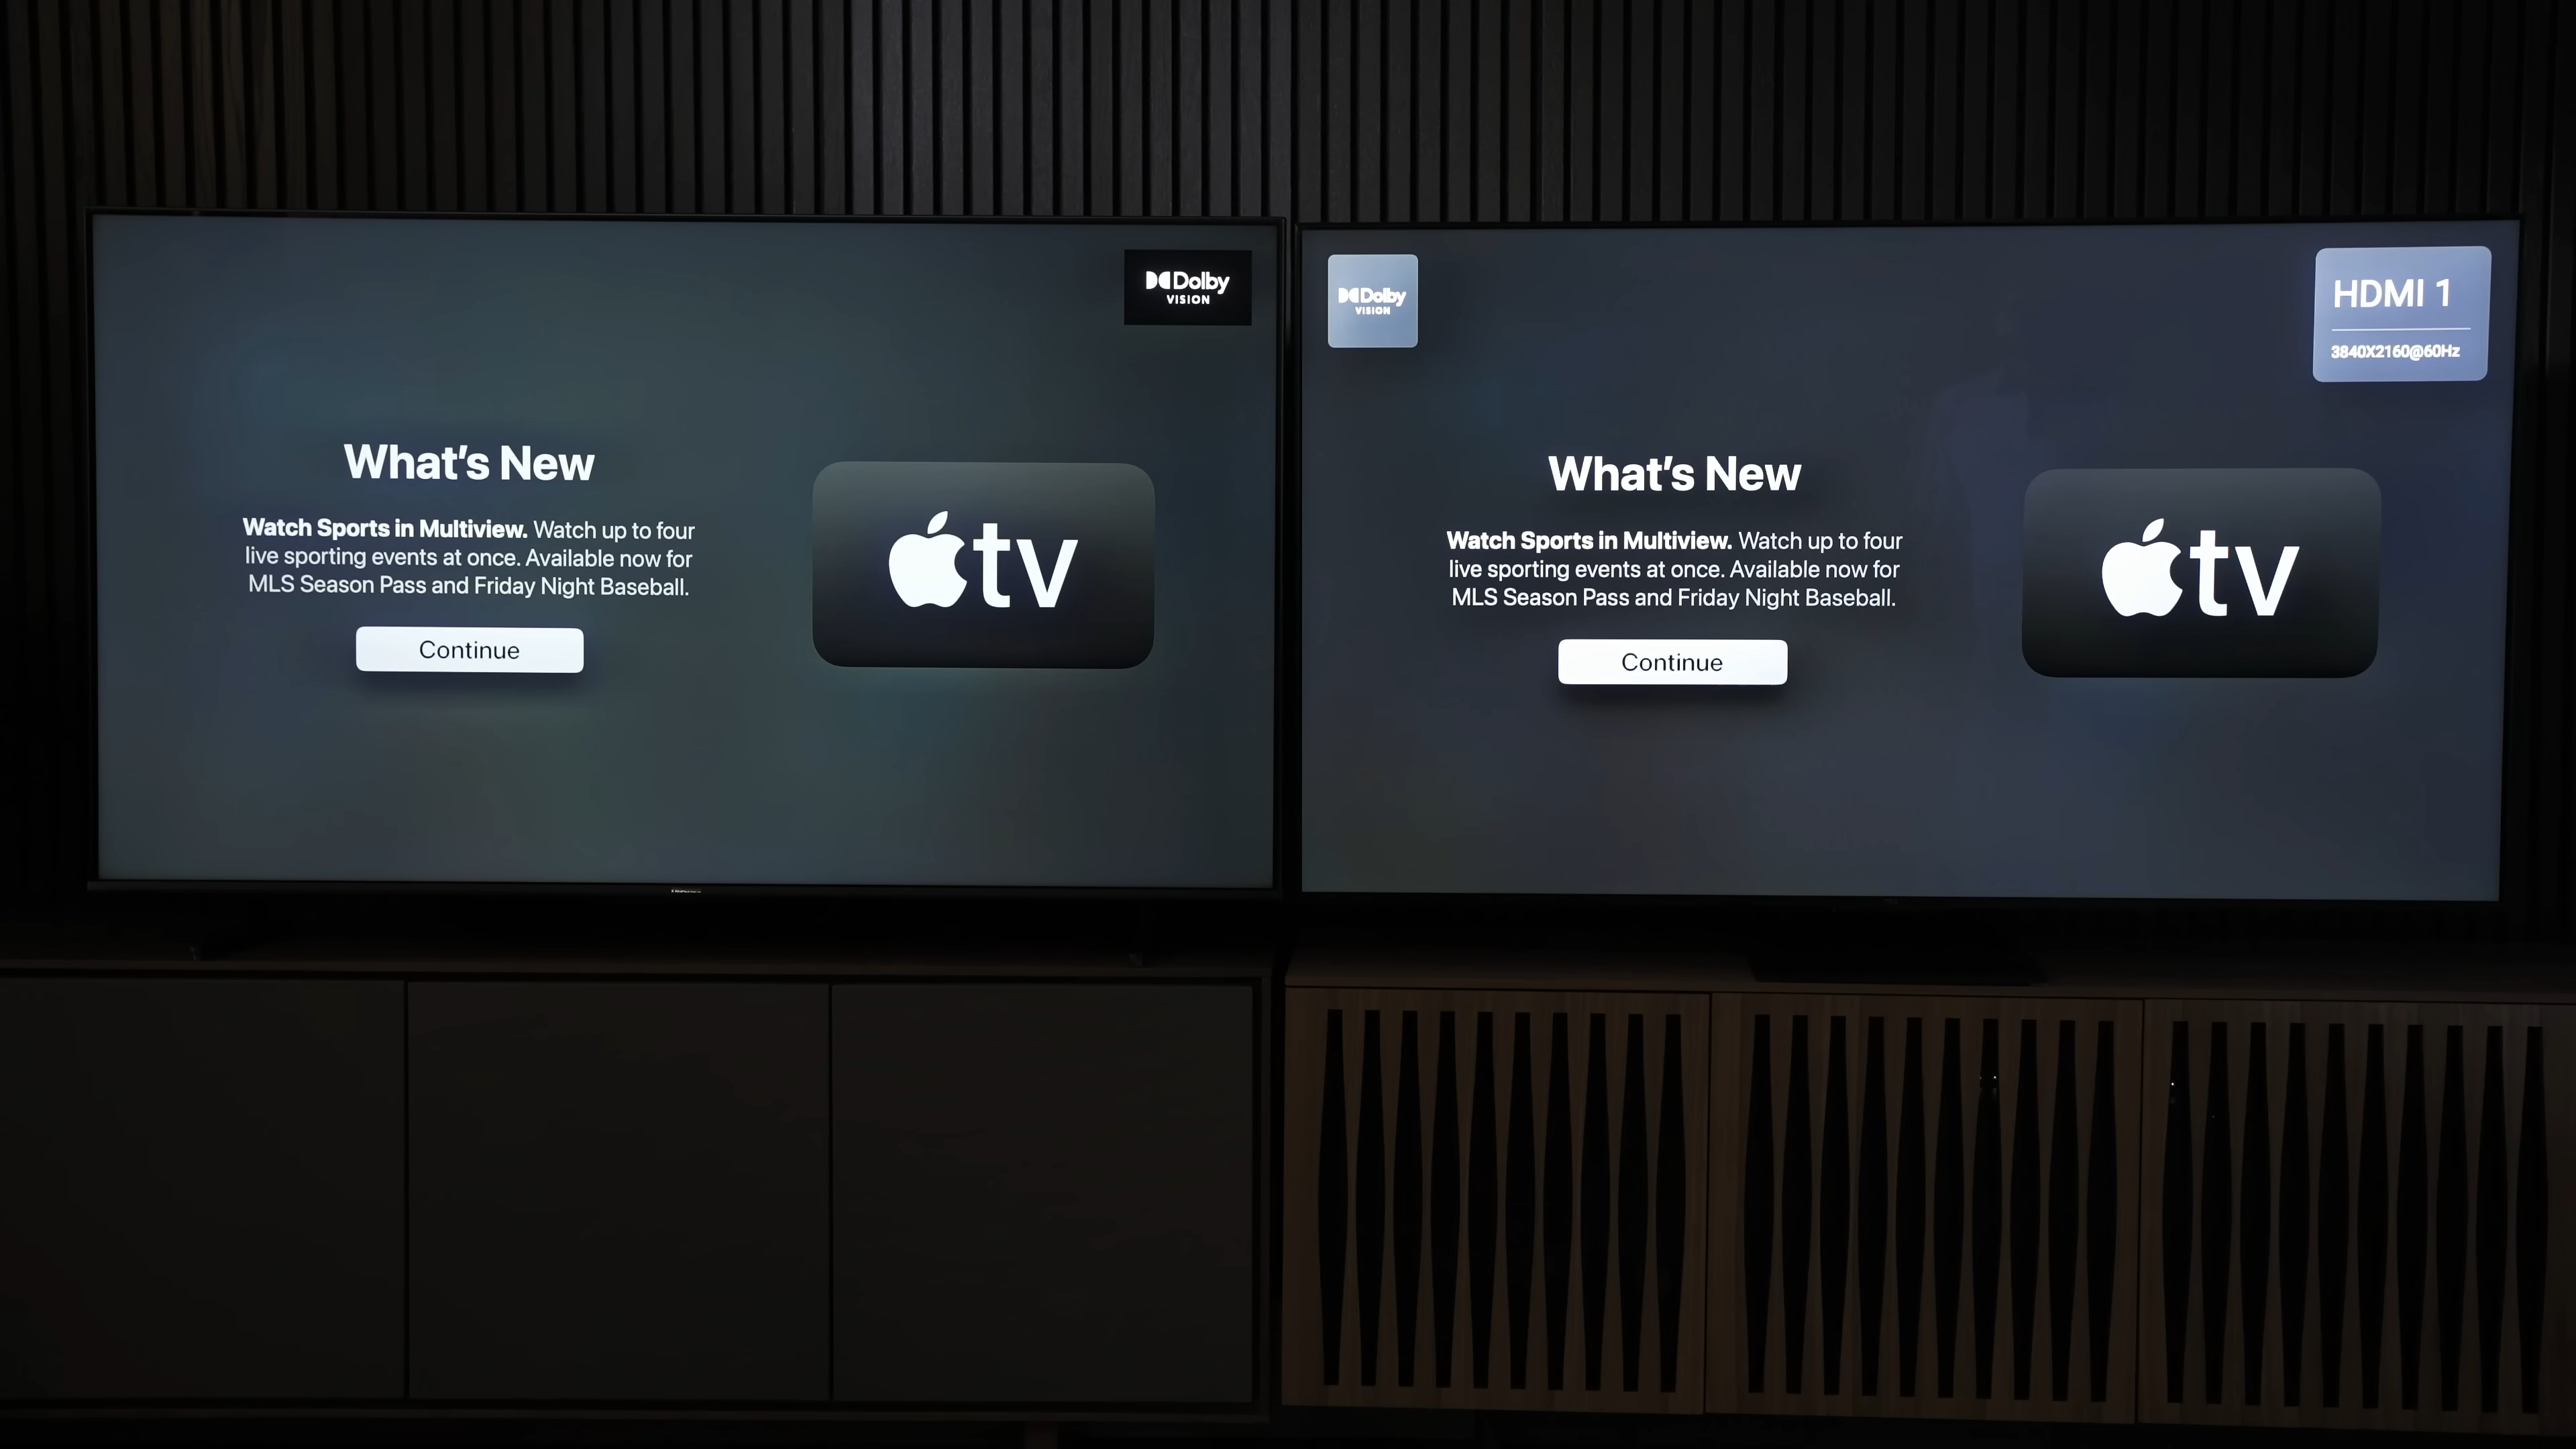 Dolby
VISION
What's New
Watch Sports in Multiview. Watch up to four
live sporting events at once. Available now for
MLS Season Pass and Friday Night Baseball.
Continue
tv
Dolby
VISION
HDMI 1
3840X2160@60Hz
What's New
Watch Sports in Multiview. Watch up to four
live sporting events at once. Available now for
MLS Season Pass and Friday Night Baseball.
Continue
tv